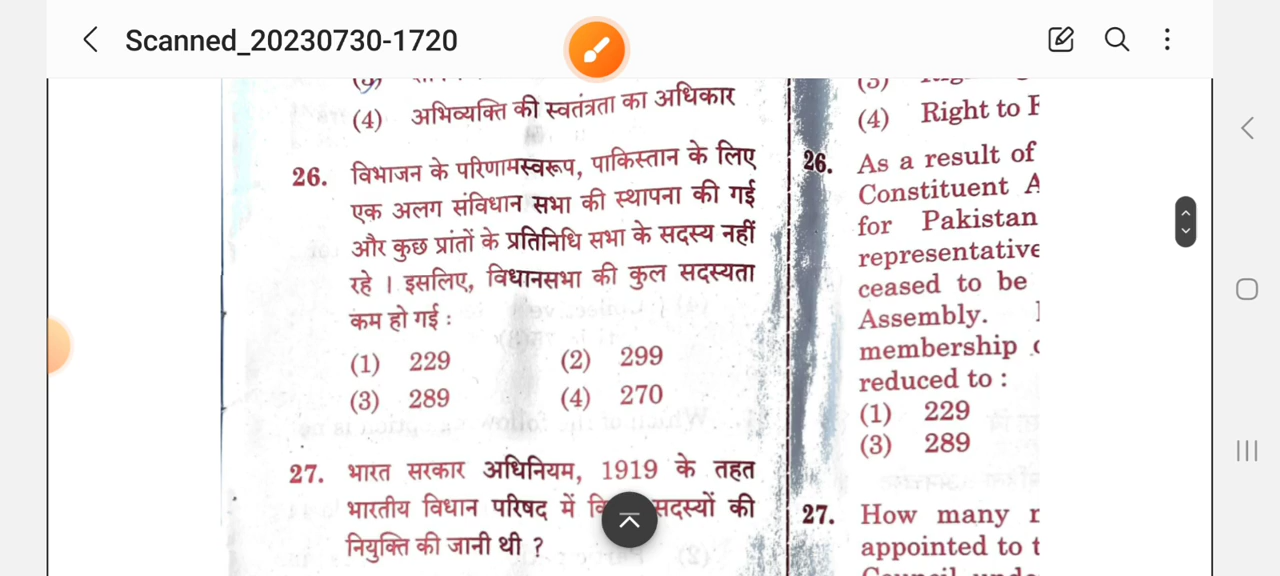 Scanned_20230730-1720
(4) अभिव्यक्ति की स्वतंत्रता का अधिकार
26. विभाजन के परिणामस्वरूप, पाकिस्तान के लिए
एक अलग संविधान सभा की स्थापना की गई
और कुछ प्रांतों के प्रतिनिधि सभा के सदस्य नहीं
रहे । इसलिए, विधानसभा की कुल सदस्यता
कम हो गई :
(1) 229 (2) 299
(3) 289 (4) 270
27. भारत सरकार अधिनियम, 1919 के तहत
भारतीय विधान परिषद में सदस्यों की
नियुक्ति की जानी थी ?
(3)
(4) Right to F
26. As a result of
Constituent A
for Pakistan
representative
ceased to be
Assembly.
membership
reduced to :
(1) 229
(3) 289
27. How many
appointed to t